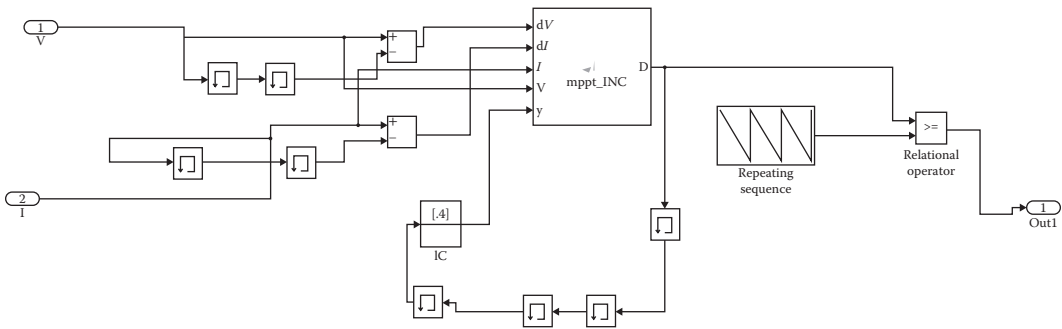 1
V
+
−
dV
dI
I
V
y
mppt_INC
D
+
−
2
I
[.4]
IC
Repeating
sequence
>=
Relational
operator
1
Out1